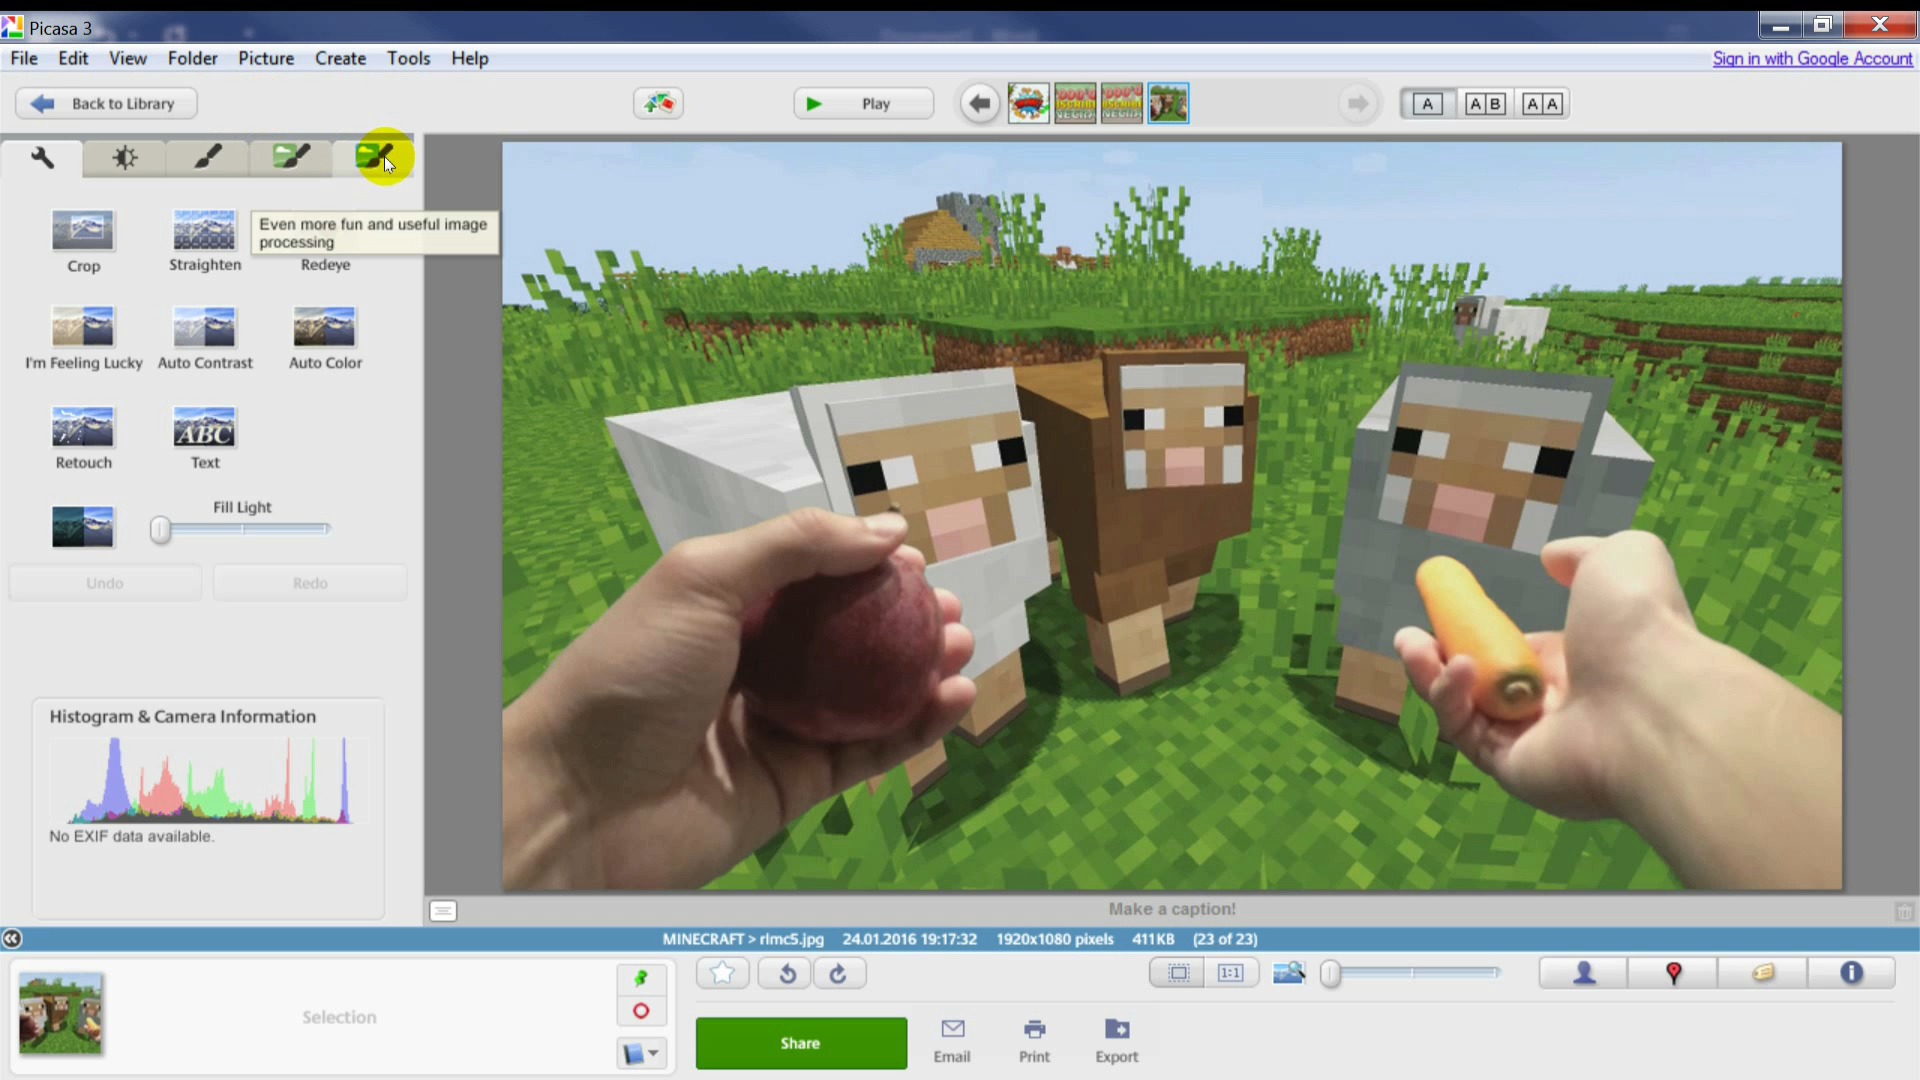 Picasa 3
File Edit View Folder Picture Create Tools Help
Sign in with Google Account
Back to Library
Play
A
A B
A A
Even more fun and useful image
processing
Crop
Straighten
Redeye
I'm Feeling Lucky
Auto Contrast
Auto Color
ABC
Retouch
Text
Fill Light
Undo
Redo
Histogram & Camera Information
No EXIF data available.
Make a caption!
MINECRAFT > rlmc5.jpg 24.01.2016 19:17:32 1920x1080 pixels 411KB (23 of 23)
1:1
Selection
Share
Email
Print
Export